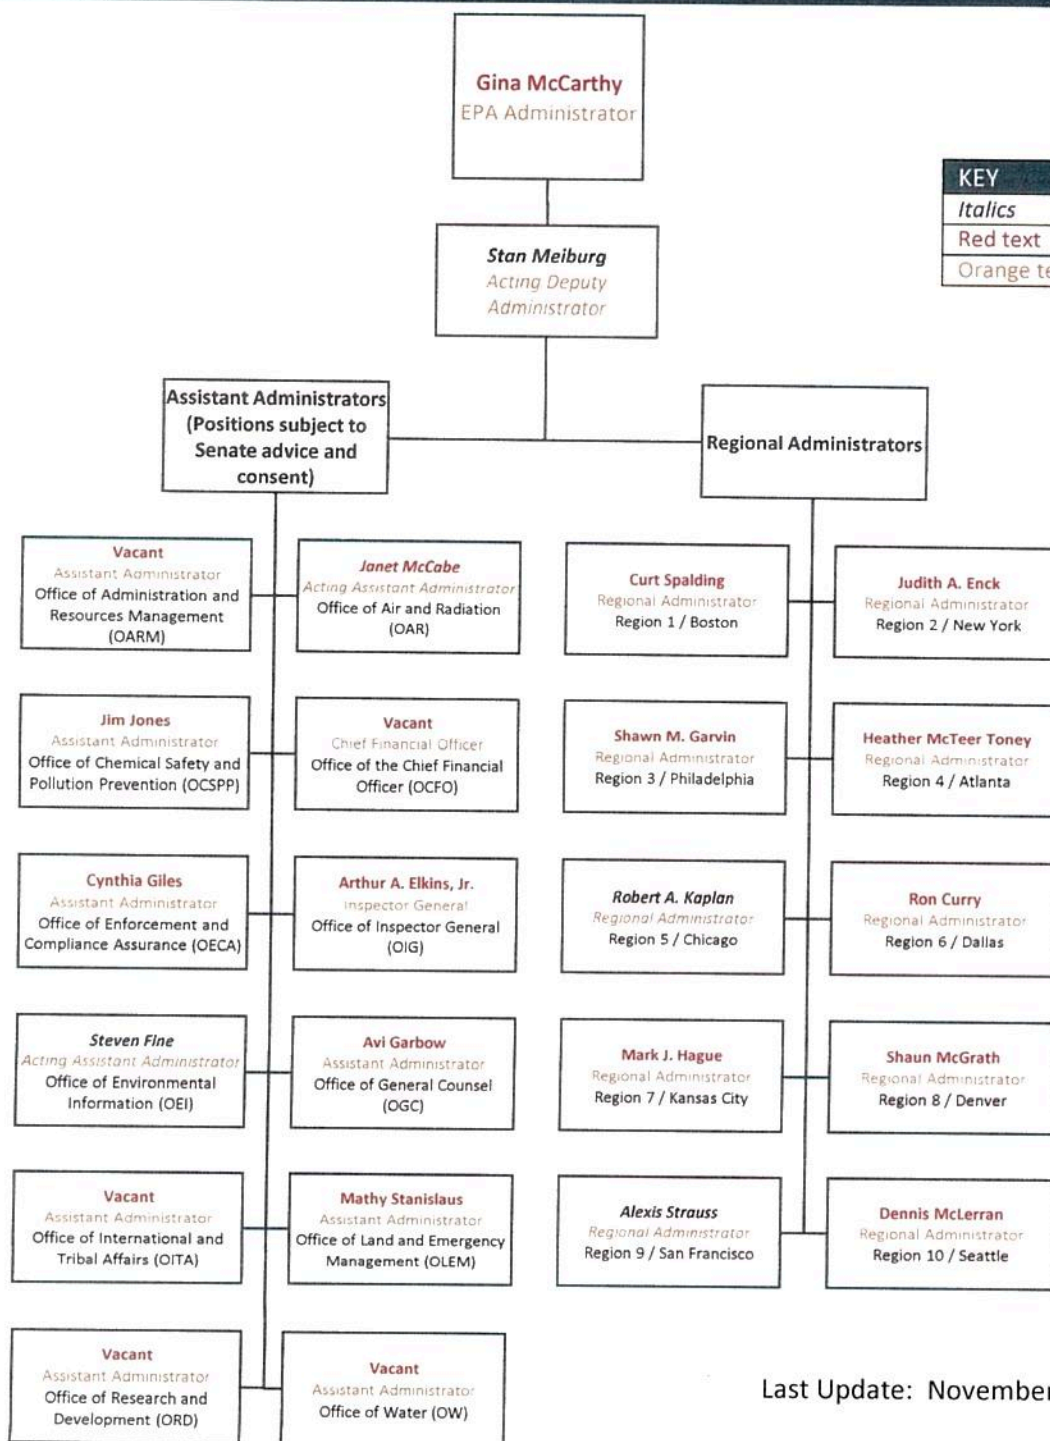 Gina McCarthy
EPA Administrator
KEY
Italics
Red text
Orange
Stan Meiburg
Acting Deputy
Administrator
Assistant Administrators
(Positions subject to
Senate advice and
consent)
Regional Administrators
Vacant
Assistant Administrator
Office of Administration and
Resources Management
(OARM)
Janet McCabe
Acting Assistant Administrator
Office of Air and Radiation
(OAR)
Curt Spalding
Regional Administrator
Region 1 / Boston
Judith A. Enck
Regional Administrator
Region 2 / New York
Jim Jones
Assistant Administrator
Office of Chemical Safety and
Pollution Prevention (OCSPP)
Vacant
Chief Financial Officer
Office of the Chief Financial
Officer (OCFO)
Shawn M. Garvin
Regional Administrator
Region 3 / Philadelphia
Heather McTeer Toney
Regional Administrator
Region 4 / Atlanta
Cynthia Giles
Assistant Administrator
Office of Enforcement and
Compliance Assurance (OECA)
Arthur A. Elkins, Jr.
Inspector General
Office of Inspector General
(OIG)
Robert A. Kaplan
Regional Administrator
Region 5 / Chicago
Ron Curry
Regional Administrator
Region 6 / Dallas
Steven Fine
Acting Assistant Administrator
Office of Environmental
Information (OEI)
Avi Garbow
Assistant Administrator
Office of General Counsel
(OGC)
Mark J. Hague
Regional Administrator
Region 7 / Kansas City
Shaun McGrath
Regional Administrator
Region 8 / Denver
Vacant
Assistant Administrator
Office of International and
Tribal Affairs (OITA)
Mathy Stanislaus
Assistant Administrator
Office of Land and Emergency
Management (OLEM)
Alexis Strauss
Regional Administrator
Region 9 / San Francisco
Dennis McLerran
Regional Administrator
Region 10 / Seattle
Vacant
Assistant Administrator
Office of Research and
Development (ORD)
Vacant
Assistant Administrator
Office of Water (OW)
Last Update: November